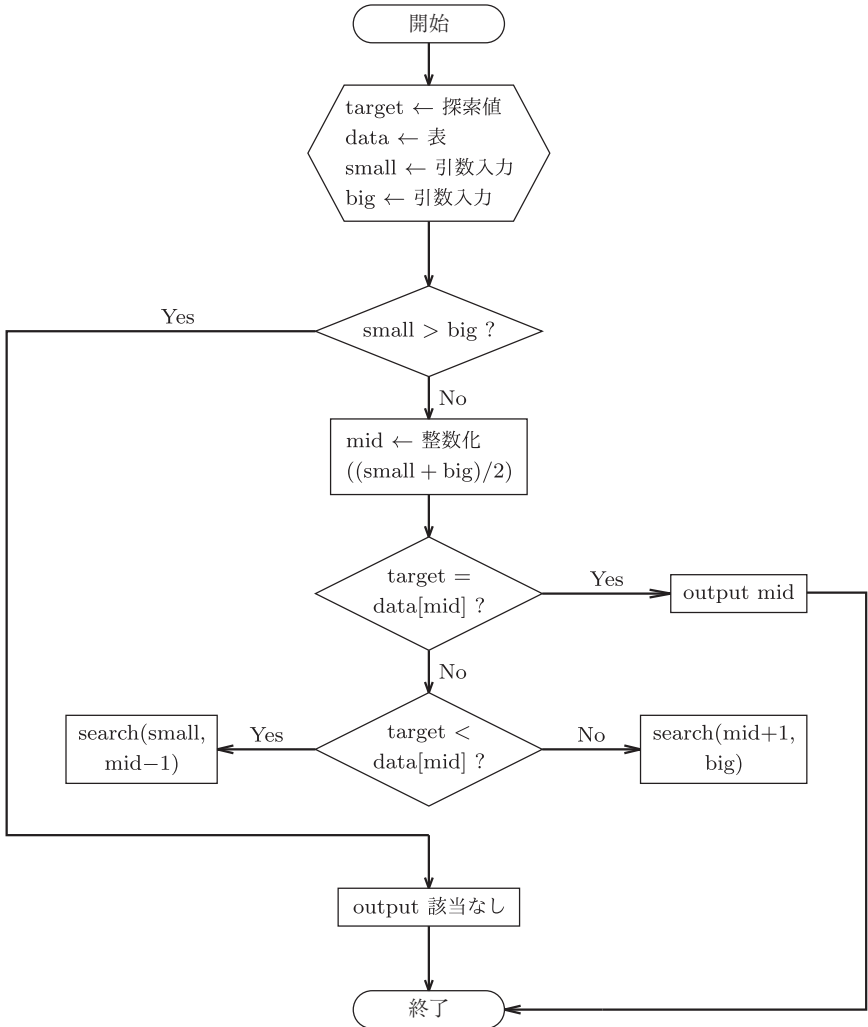 開始
target ← 探索値
data ← 表
small ← 引数入力
big ← 引数入力
Yes
small > big ?
No
mid ← 整数化
((small + big)/2)
target =
data[mid] ?
Yes
output mid
No
search(small,
mid−1)
Yes
target <
data[mid] ?
No
search(mid+1,
big)
output 該当なし
終了